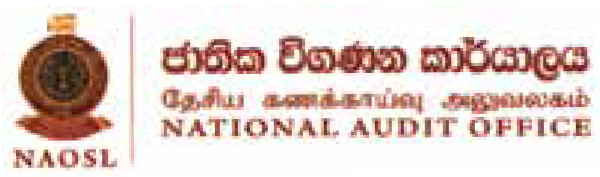 ජාතික විගණන කාර්යාලය
தேசிய கணக்காய்வு அலுவலகம்
NATIONAL AUDIT OFFICE
NAOSL